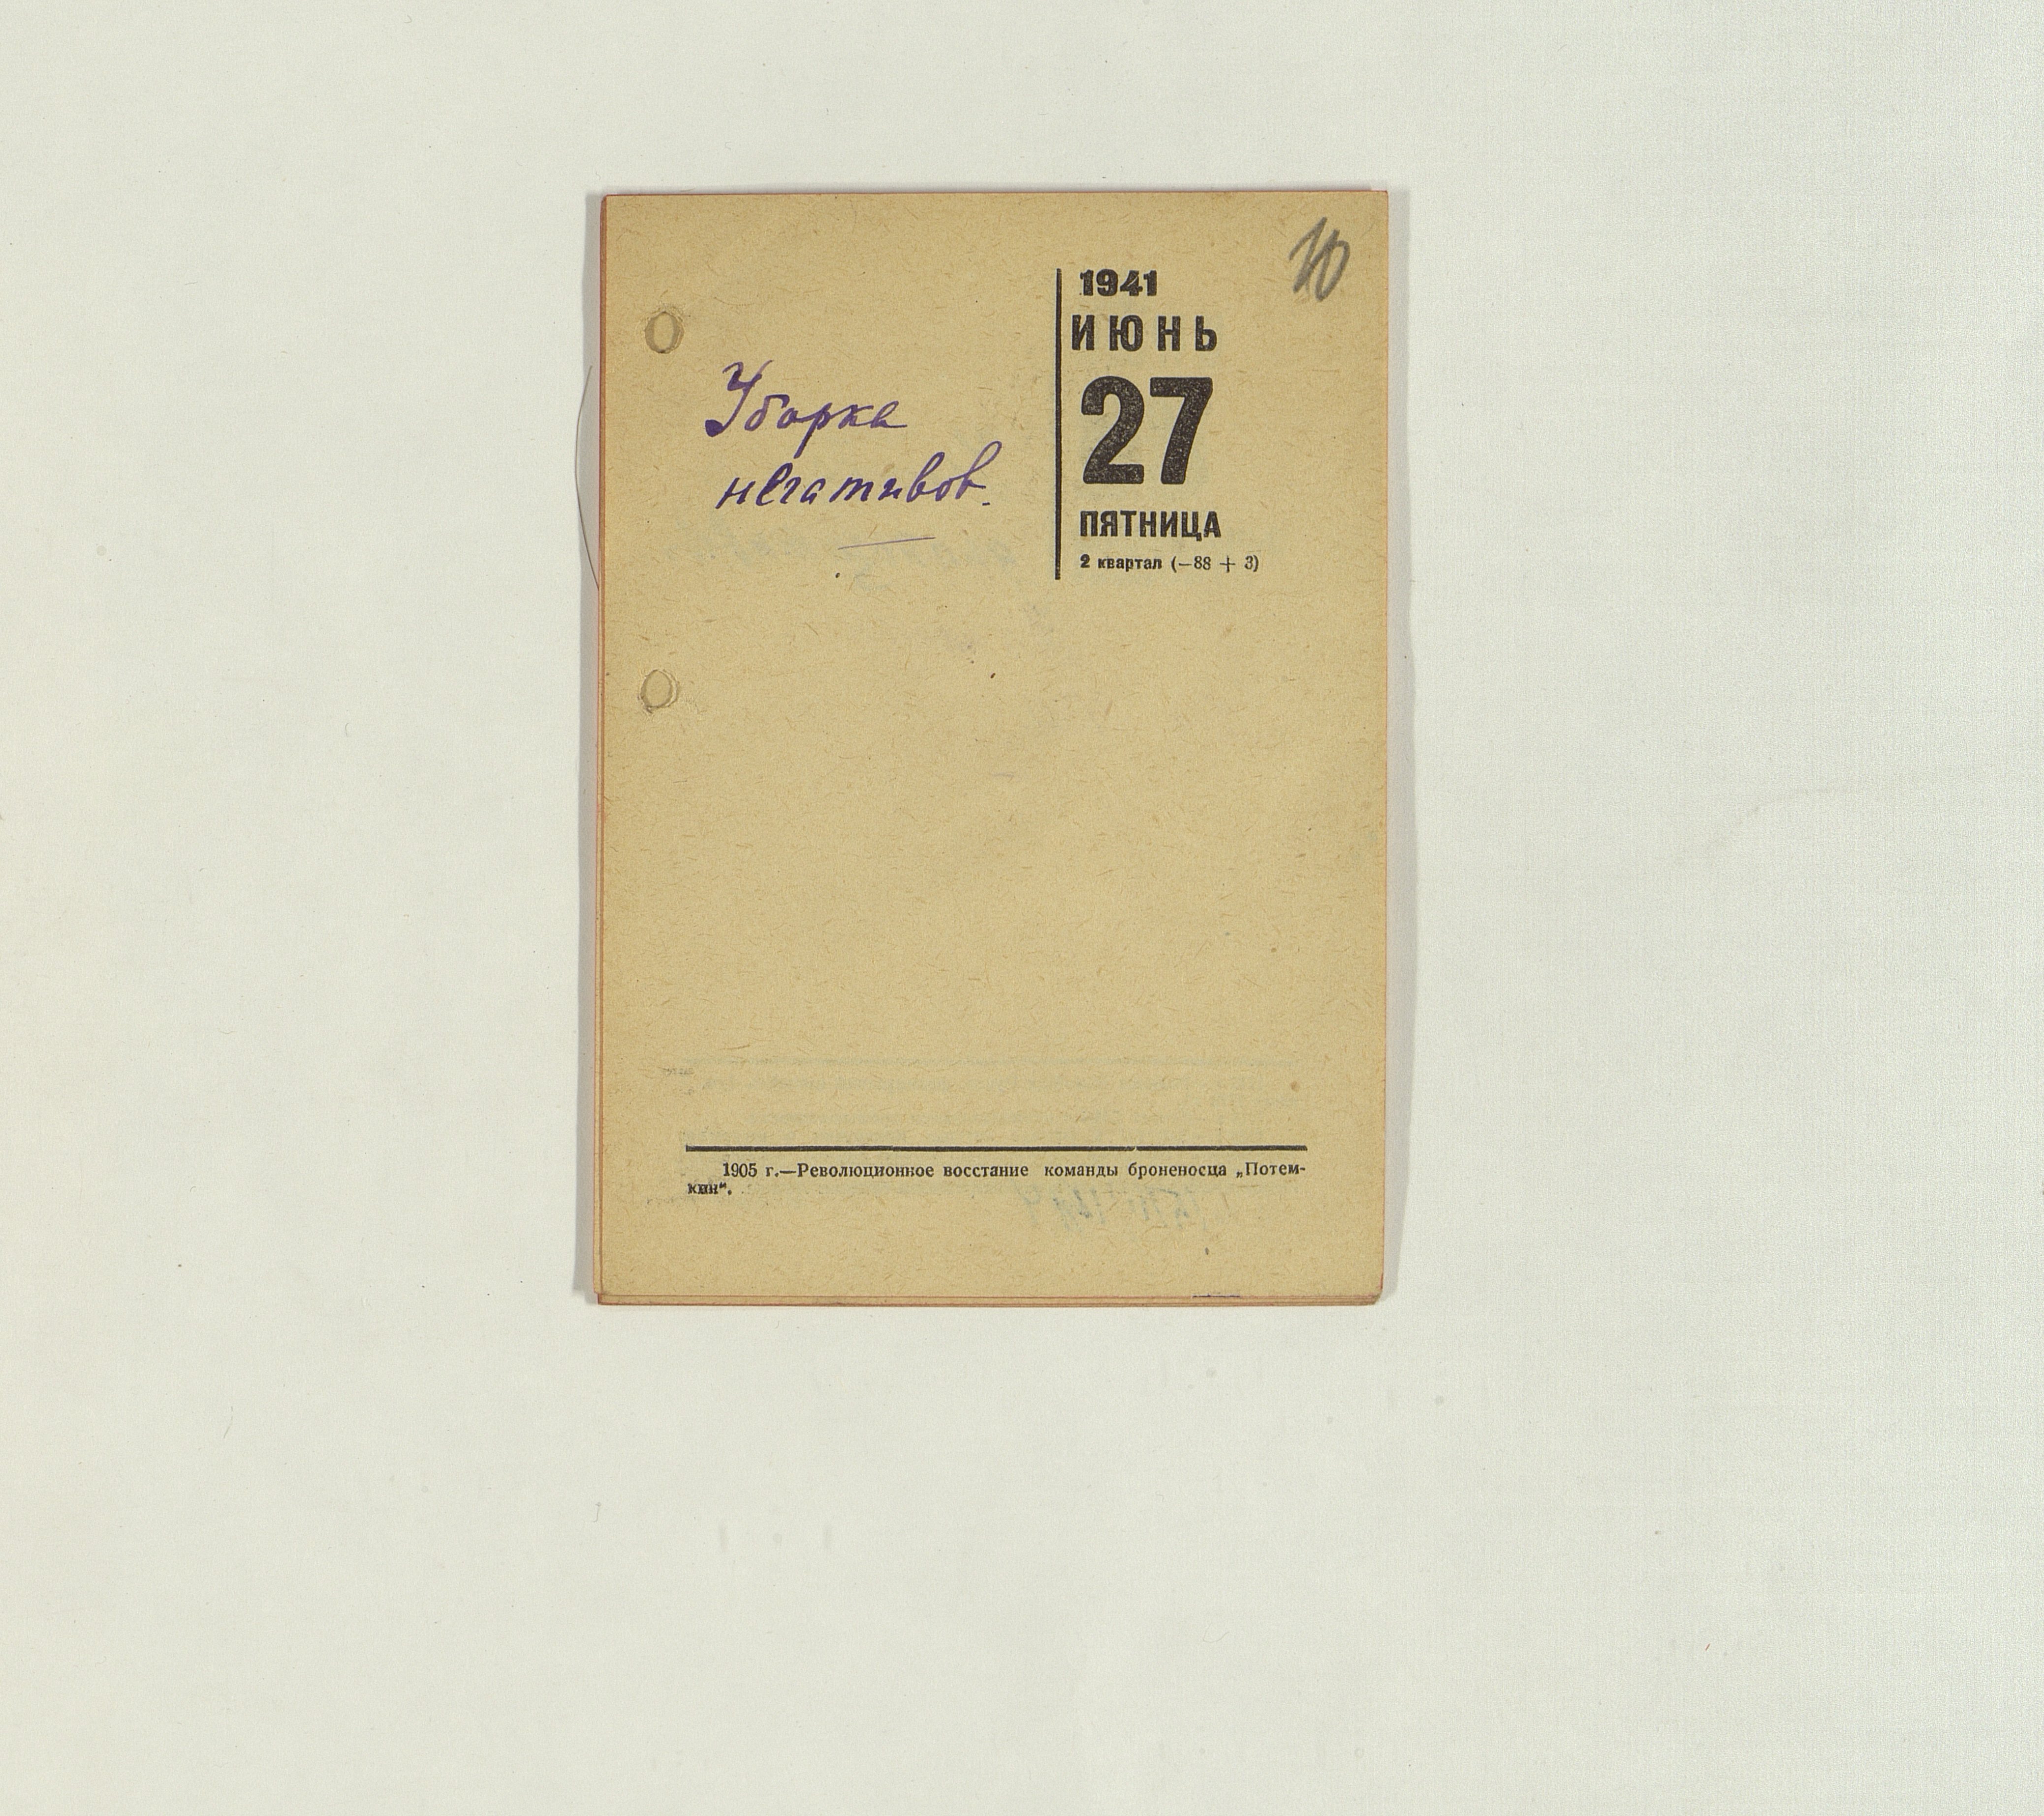 10
1941
ИЮНЬ
27
ПЯТНИЦА
2 квартал (—88 + 3)
Уборка
негативов.
1905 г.—Революционное восстание команды броненосца „Потем-
кин“.